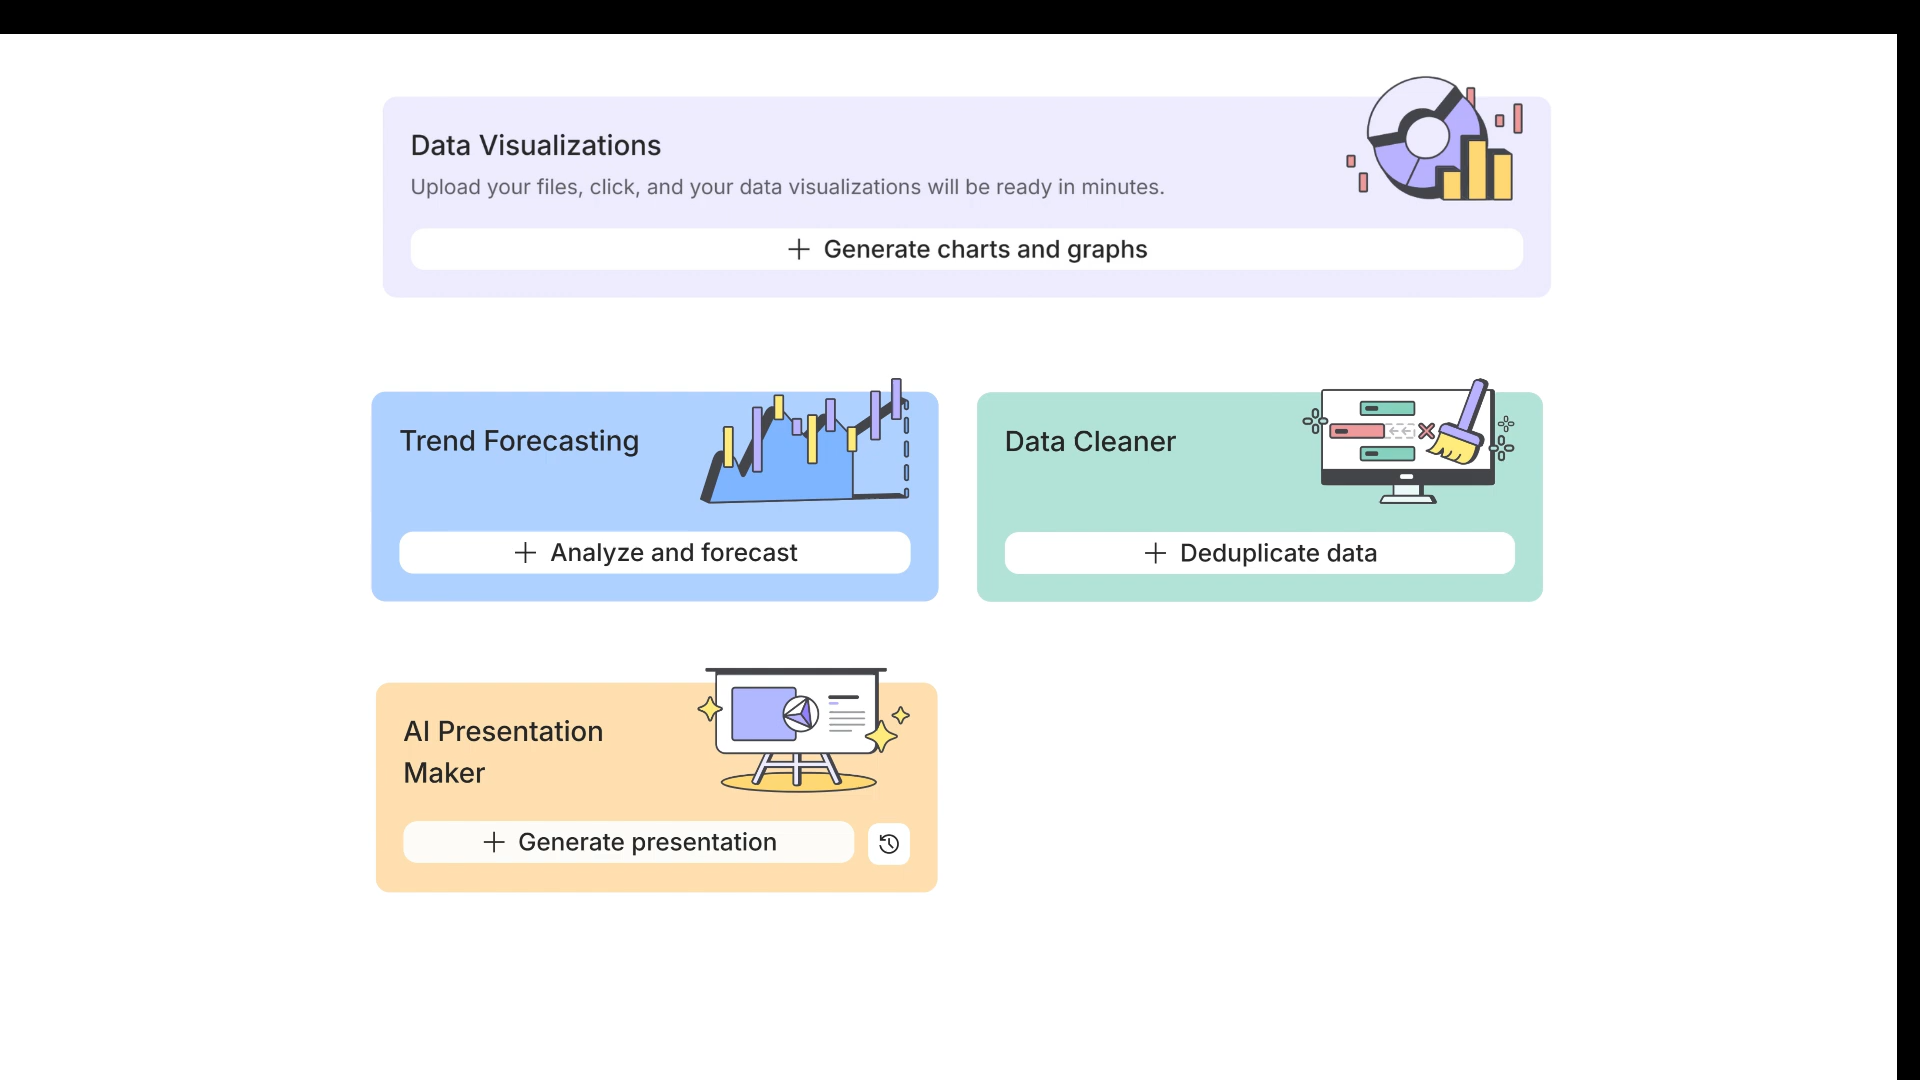 Data Visualizations
Upload your files, click, and your data visualizations will be ready in minutes.
Generate charts and graphs
Trend Forecasting
Analyze and forecast
Data Cleaner
Deduplicate data
AI Presentation
Maker
Generate presentation